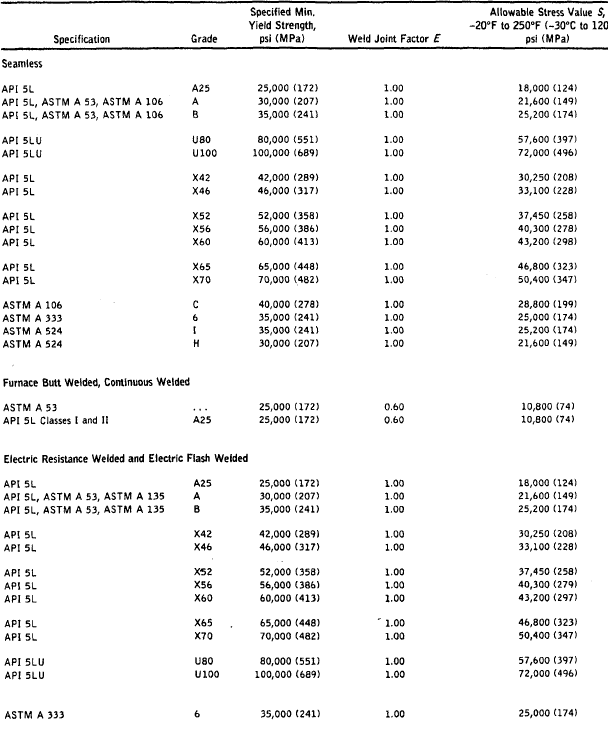 Specified Min. Allowable Stress Value S,
Yield Strength, -20°F to 250°F (-30°C to 120
Specification Grade psi (MPa) Weld Joint Factor E psi (MPa)
Seamless
API 5L A25 25,000 (172) 1.00 18,000 (124)
API 5L, ASTM A 53, ASTM A 106 A 30,000 (207) 1.00 21,600 (149)
API 5L, ASTM A 53, ASTM A 106 B 35,000 (241) 1.00 25,200 (174)
API 5LU U80 80,000 (551) 1.00 57,600 (397)
API 5LU U100 100,000 (689) 1.00 72,000 (496)
API 5L X42 42,000 (289) 1.00 30,250 (208)
API 5L X46 46,000 (317) 1.00 33,100 (228)
API 5L X52 52,000 (358) 1.00 37,450 (258)
API 5L X56 56,000 (386) 1.00 40,300 (278)
API 5L X60 60,000 (413) 1.00 43,200 (298)
API 5L X65 65,000 (448) 1.00 46,800 (323)
API 5L X70 70,000 (482) 1.00 50,400 (347)
ASTM A 106 C 40,000 (278) 1.00 28,800 (199)
ASTM A 333 6 35,000 (241) 1.00 25,000 (174)
ASTM A 524 I 35,000 (241) 1.00 25,200 (174)
ASTM A 524 H 30,000 (207) 1.00 21,600 (149)
Furnace Butt Welded, Continuous Welded
ASTM A 53 ... 25,000 (172) 0.60 10,800 (74)
API 5L Classes I and II A25 25,000 (172) 0.60 10,800 (74)
Electric Resistance Welded and Electric Flash Welded
API 5L A25 25,000 (172) 1.00 18,000 (124)
API 5L, ASTM A 53, ASTM A 135 A 30,000 (207) 1.00 21,600 (149)
API 5L, ASTM A 53, ASTM A 135 B 35,000 (241) 1.00 25,200 (174)
API 5L X42 42,000 (289) 1.00 30,250 (208)
API 5L X46 46,000 (317) 1.00 33,100 (228)
API 5L X52 52,000 (358) 1.00 37,450 (258)
API 5L X56 56,000 (386) 1.00 40,300 (279)
API 5L X60 60,000 (413) 1.00 43,200 (297)
API 5L X65 65,000 (448) 1.00 46,800 (323)
API 5L X70 70,000 (482) 1.00 50,400 (347)
API 5LU U80 80,000 (551) 1.00 57,600 (397)
API 5LU U100 100,000 (689) 1.00 72,000 (496)
ASTM A 333 6 35,000 (241) 1.00 25,000 (174)